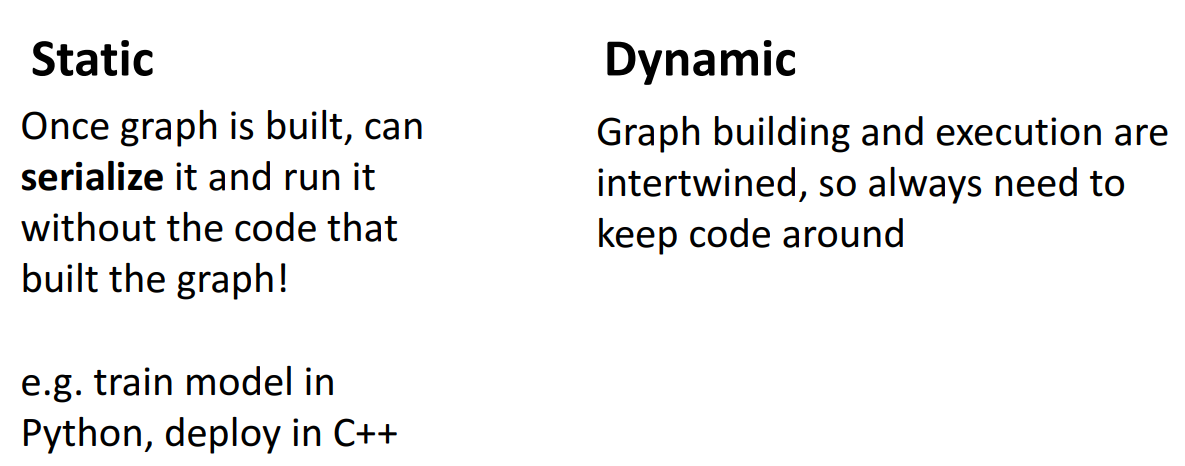 Static
Once graph is built, can
serialize it and run it
without the code that
built the graph!
e.g. train model in
Python, deploy in C++
Dynamic
Graph building and execution are
intertwined, so always need to
keep code around